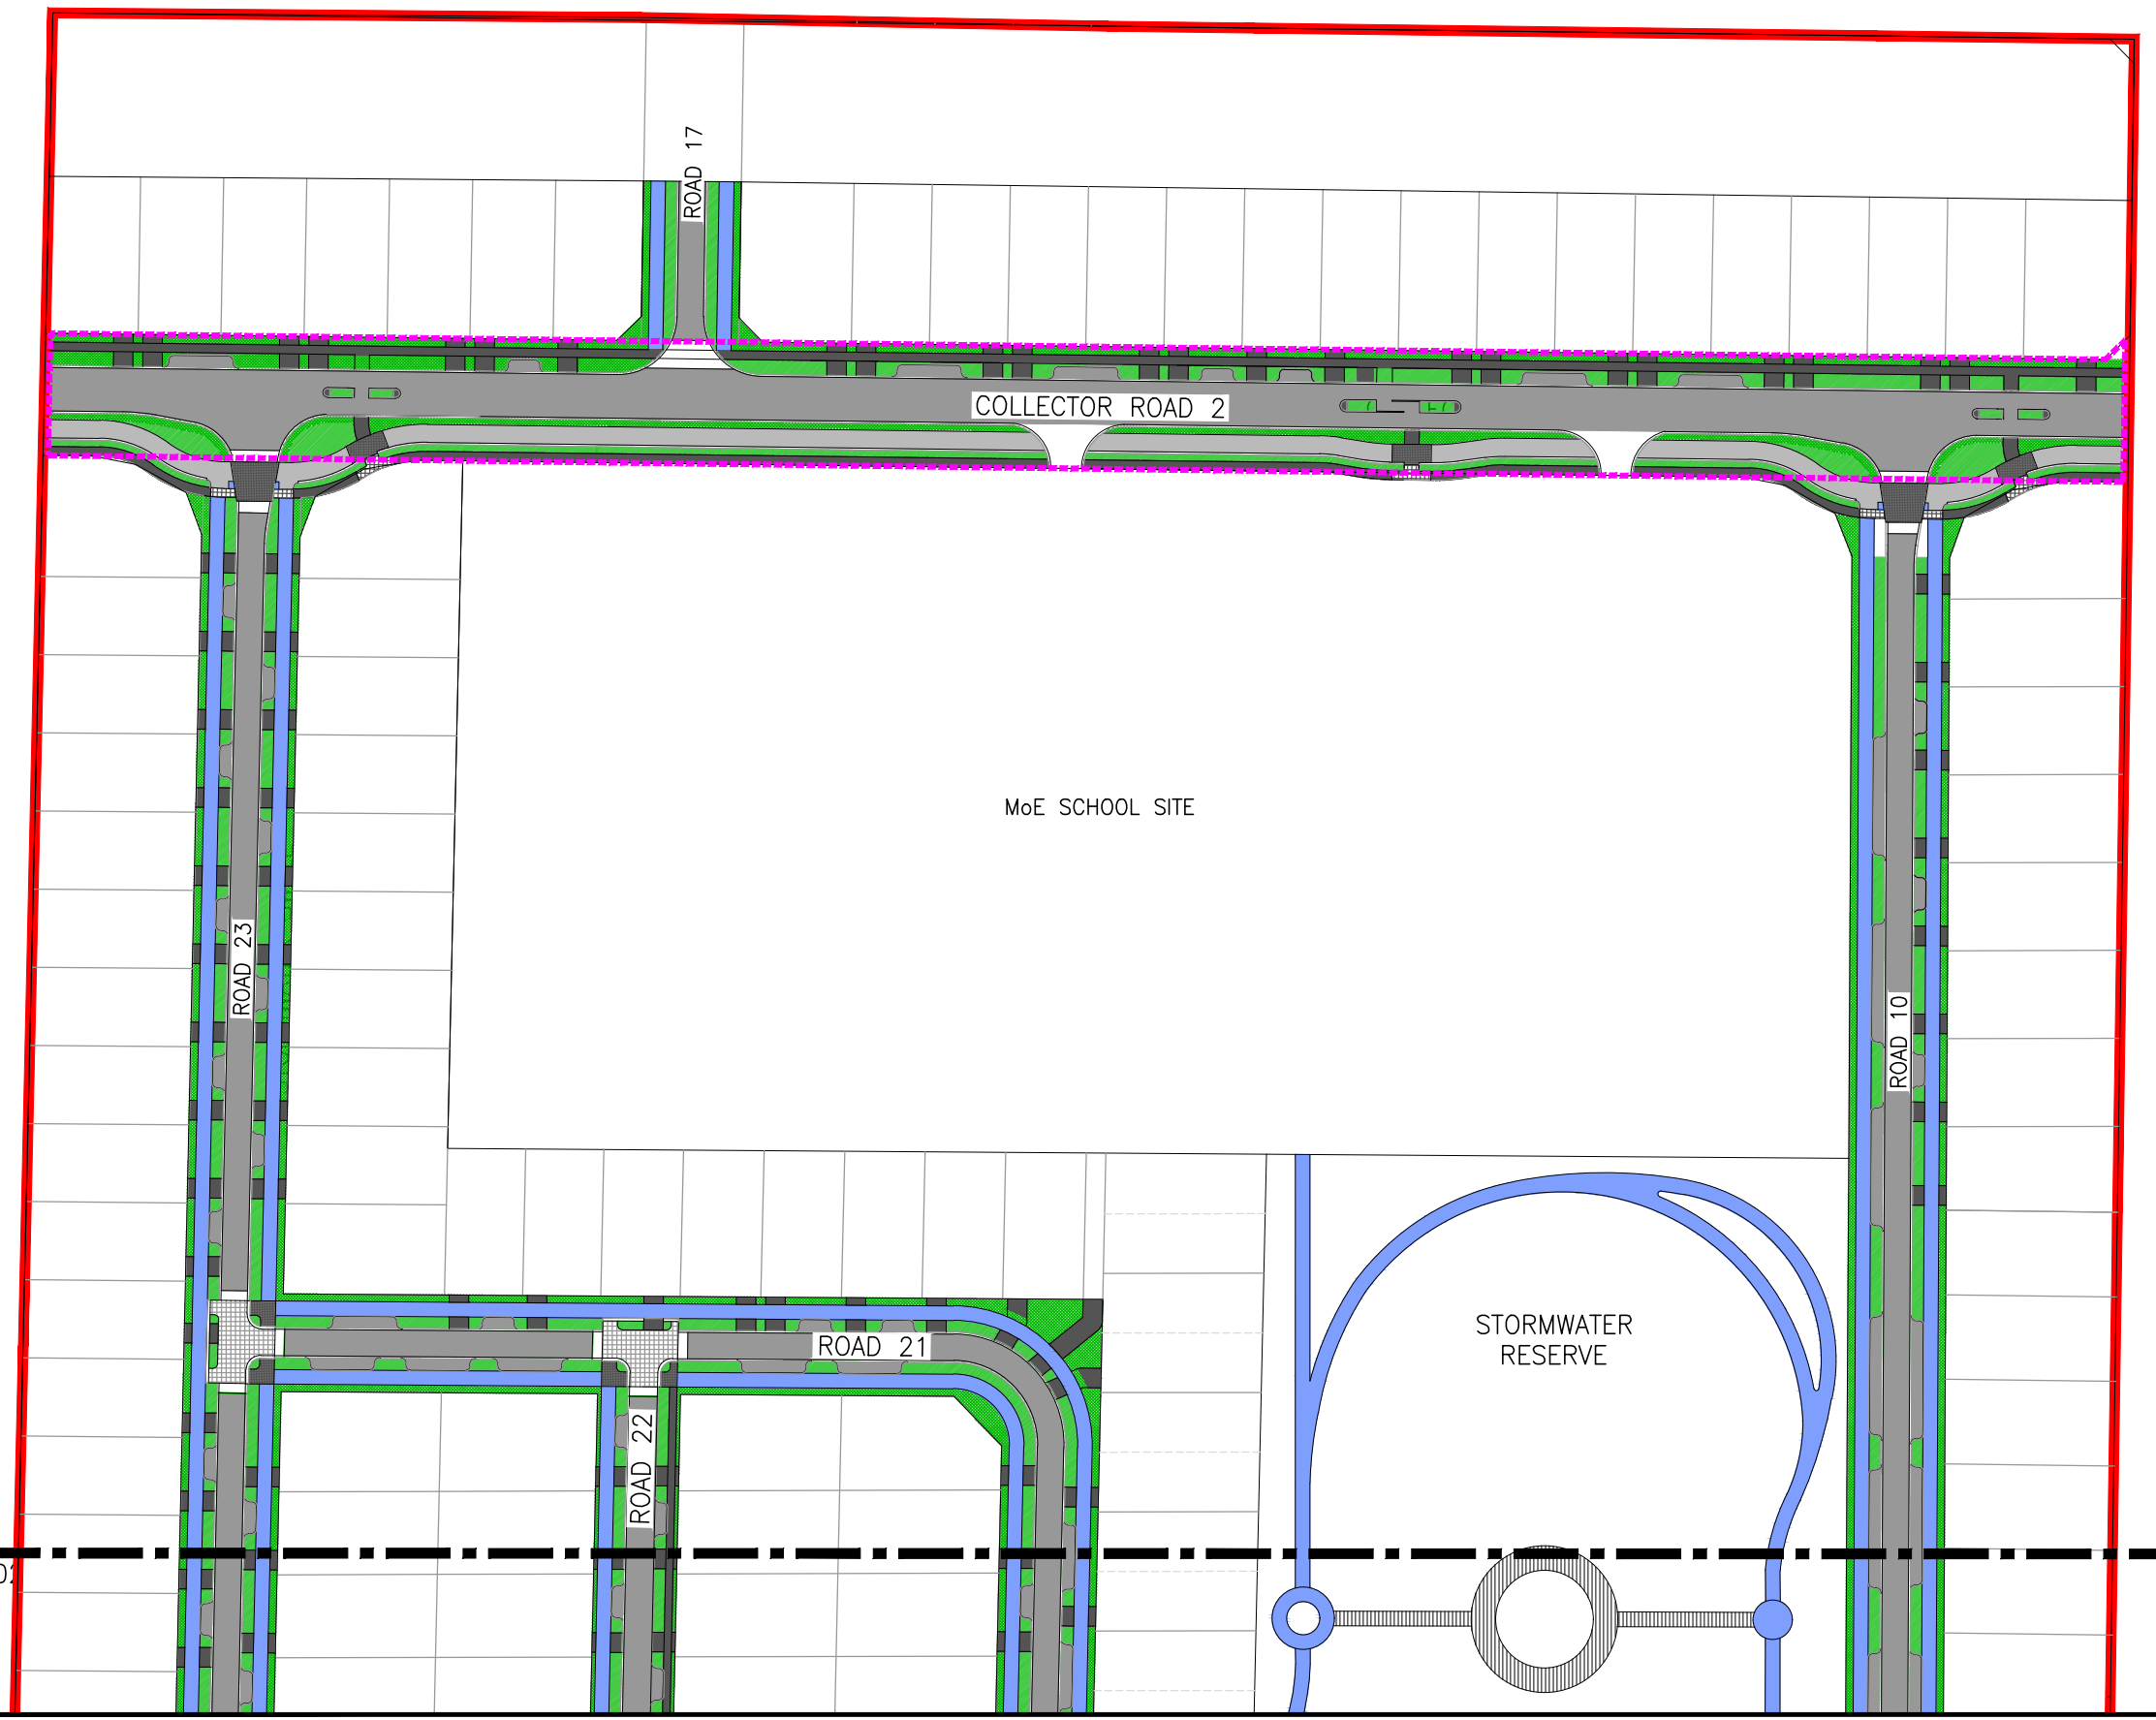 ROAD 17
COLLECTOR ROAD 2
MoE SCHOOL SITE
ROAD 23
ROAD 10
STORMWATER
RESERVE
ROAD 21
ROAD 22